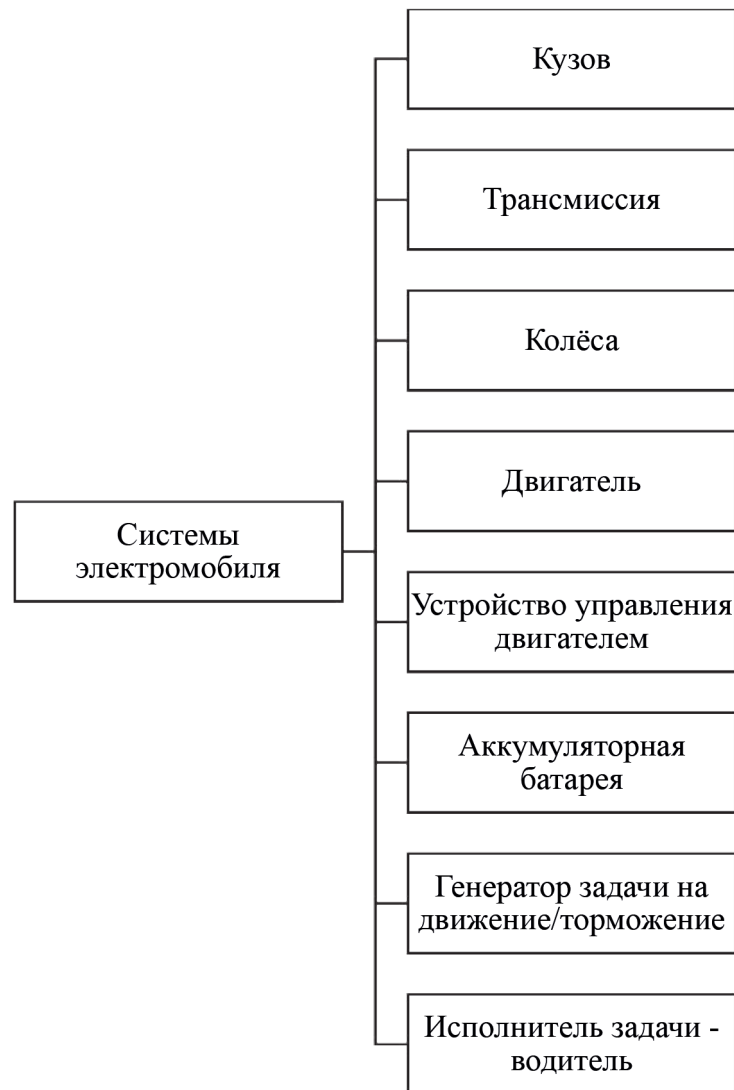 Кузов
Трансмиссия
Колёса
Двигатель
Системы
электромобиля
Устройство управления
двигателем
Аккумуляторная
батарея
Генератор задачи на
движение/торможение
Исполнитель задачи -
водитель